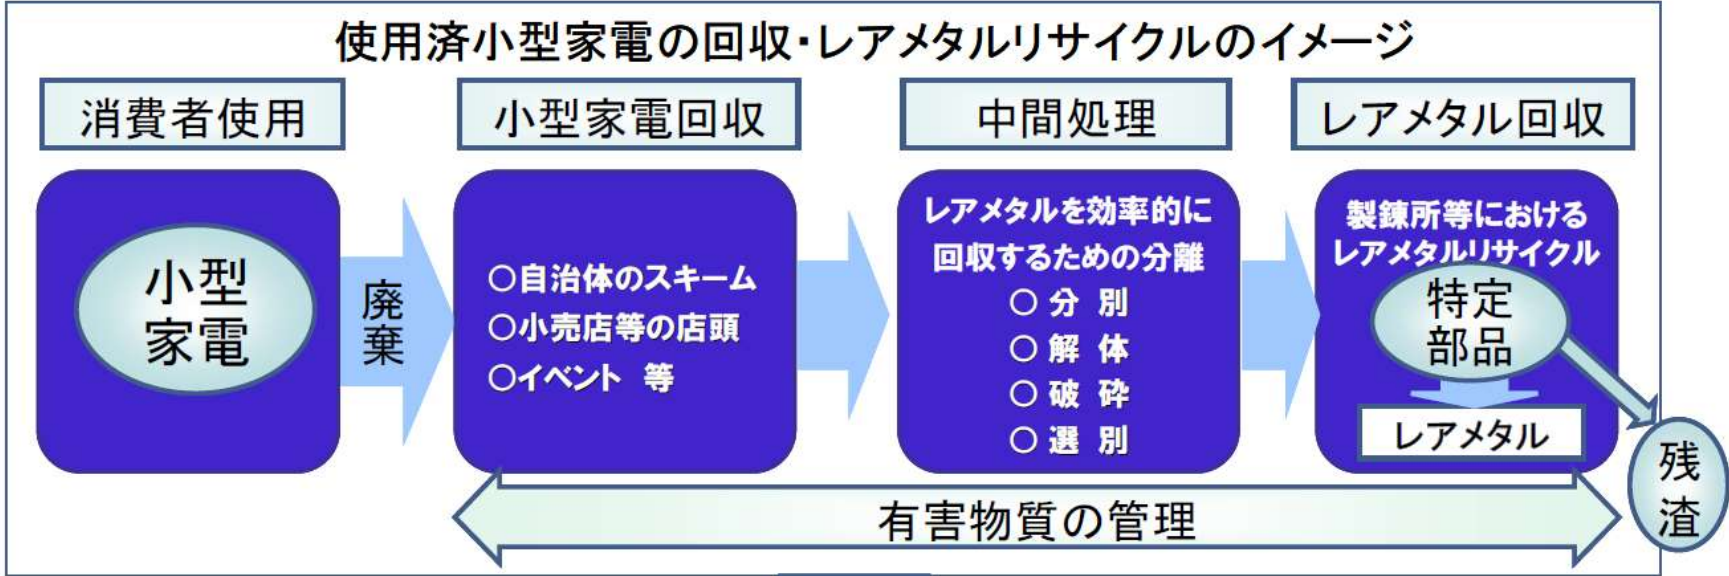 使用済小型家電の回収・レアメタルリサイクルのイメージ
消費者使用
小型家電回収
中間処理
レアメタル回収
小型
家電
廃棄
○自治体のスキーム
○小売店等の店頭
○イベント 等
レアメタルを効率的に
回収するための分離
○ 分 別
○ 解 体
○ 破 砕
○ 選 別
製錬所等における
レアメタルリサイクル
特定
部品
レアメタル
残渣
有害物質の管理